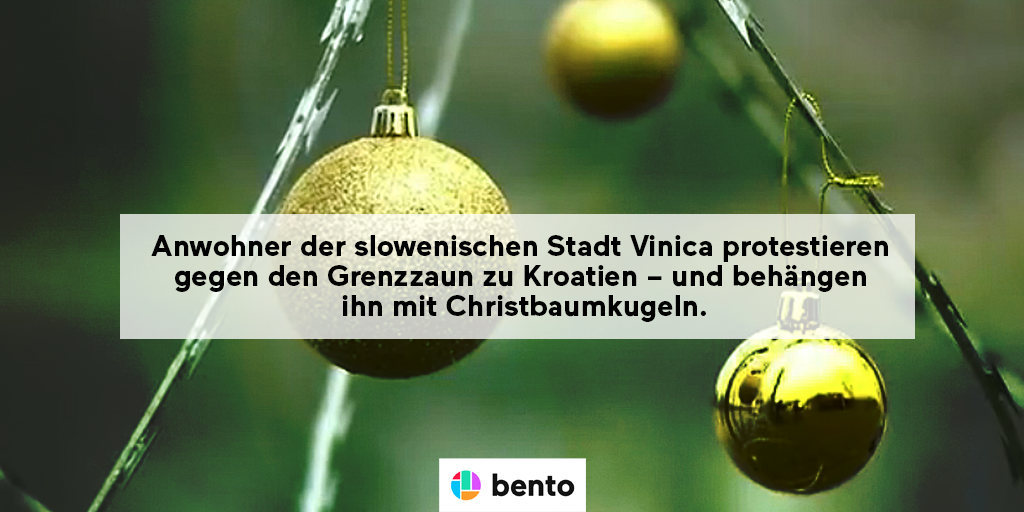 Anwohner der slowenischen Stadt Vinica protestieren
gegen den Grenzzaun zu Kroatien – und behängen
ihn mit Christbaumkugeln.
bento